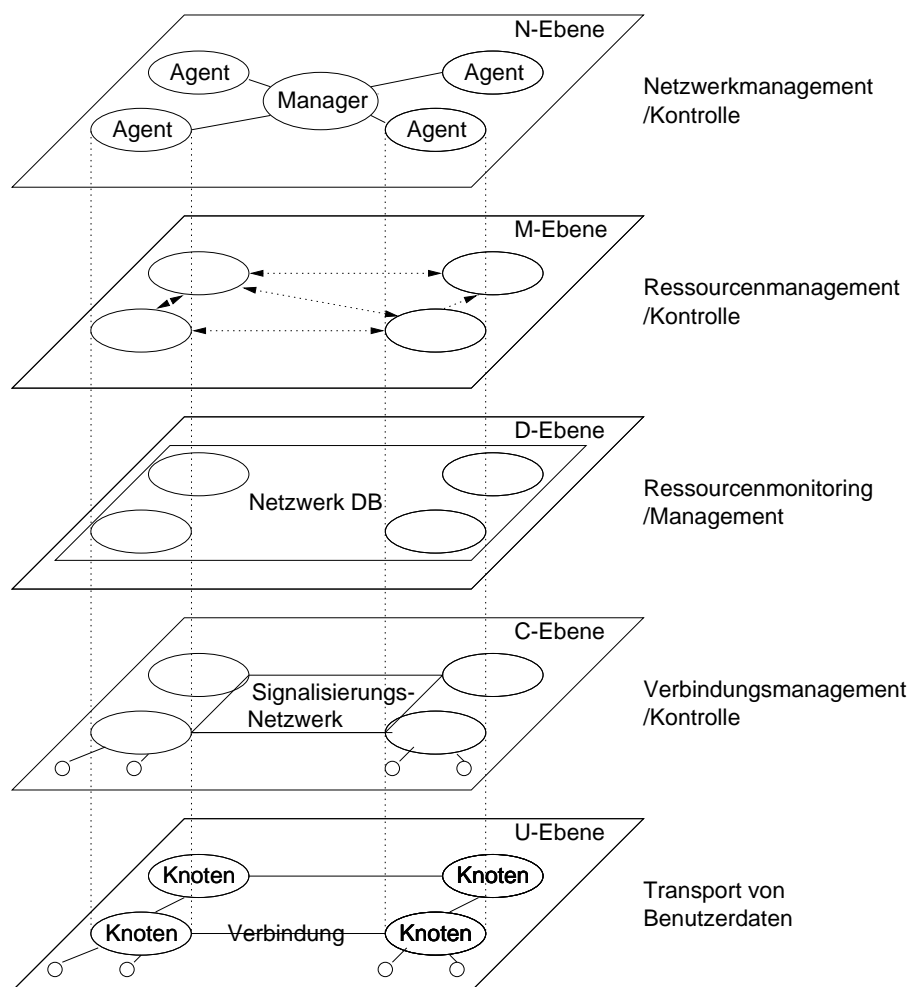 N-Ebene
Agent
Agent
Manager
Agent
Agent
Netzwerkmanagement
/Kontrolle
M-Ebene
Ressourcenmanagement
/Kontrolle
D-Ebene
Netzwerk DB
Ressourcenmonitoring
/Management
C-Ebene
Signalisierungs-
Netzwerk
Verbindungsmanagement
/Kontrolle
U-Ebene
Knoten
Knoten
Knoten
Verbindung
Knoten
Transport von
Benutzerdaten